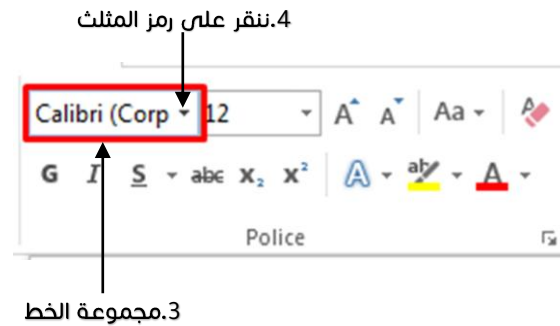 4.ننقر على رمز المثلث
Calibri (Corp 12 A A Aa A
G I S abc X₂ X² A ab A
Police
3.مجموعة الخط